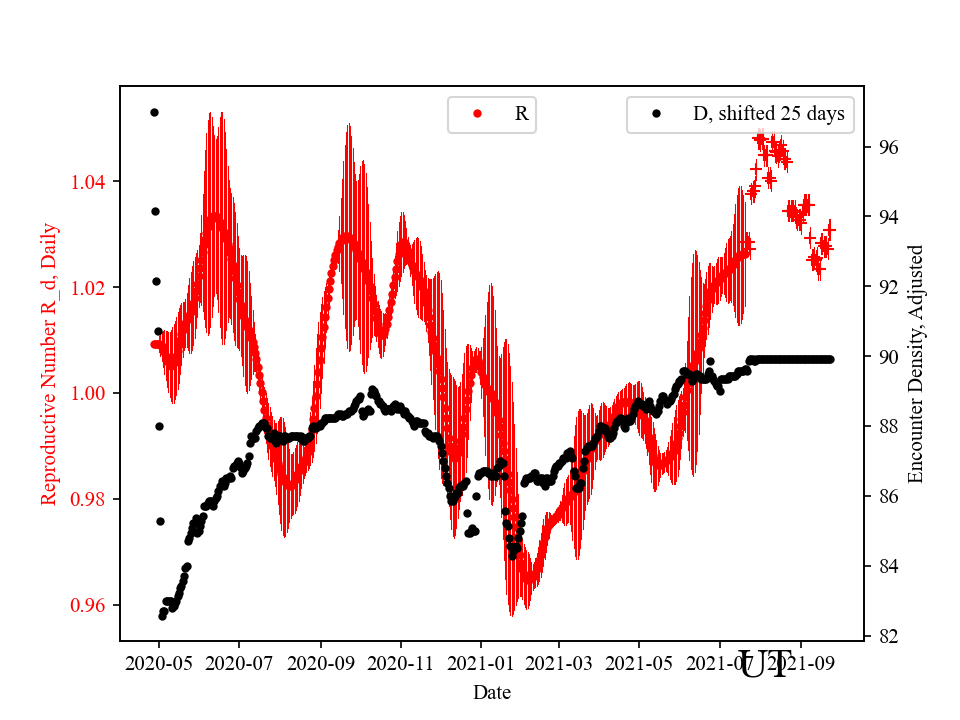 R
D, shifted 25 days
Reproductive Number R_d, Daily
1.04
1.02
1.00
0.98
0.96
96
94
92
90
88
86
84
82
Encounter Density, Adjusted
2020-05 2020-07 2020-09 2020-11 2021-01 2021-03 2021-05 2021-07 2021-09
UT
Date